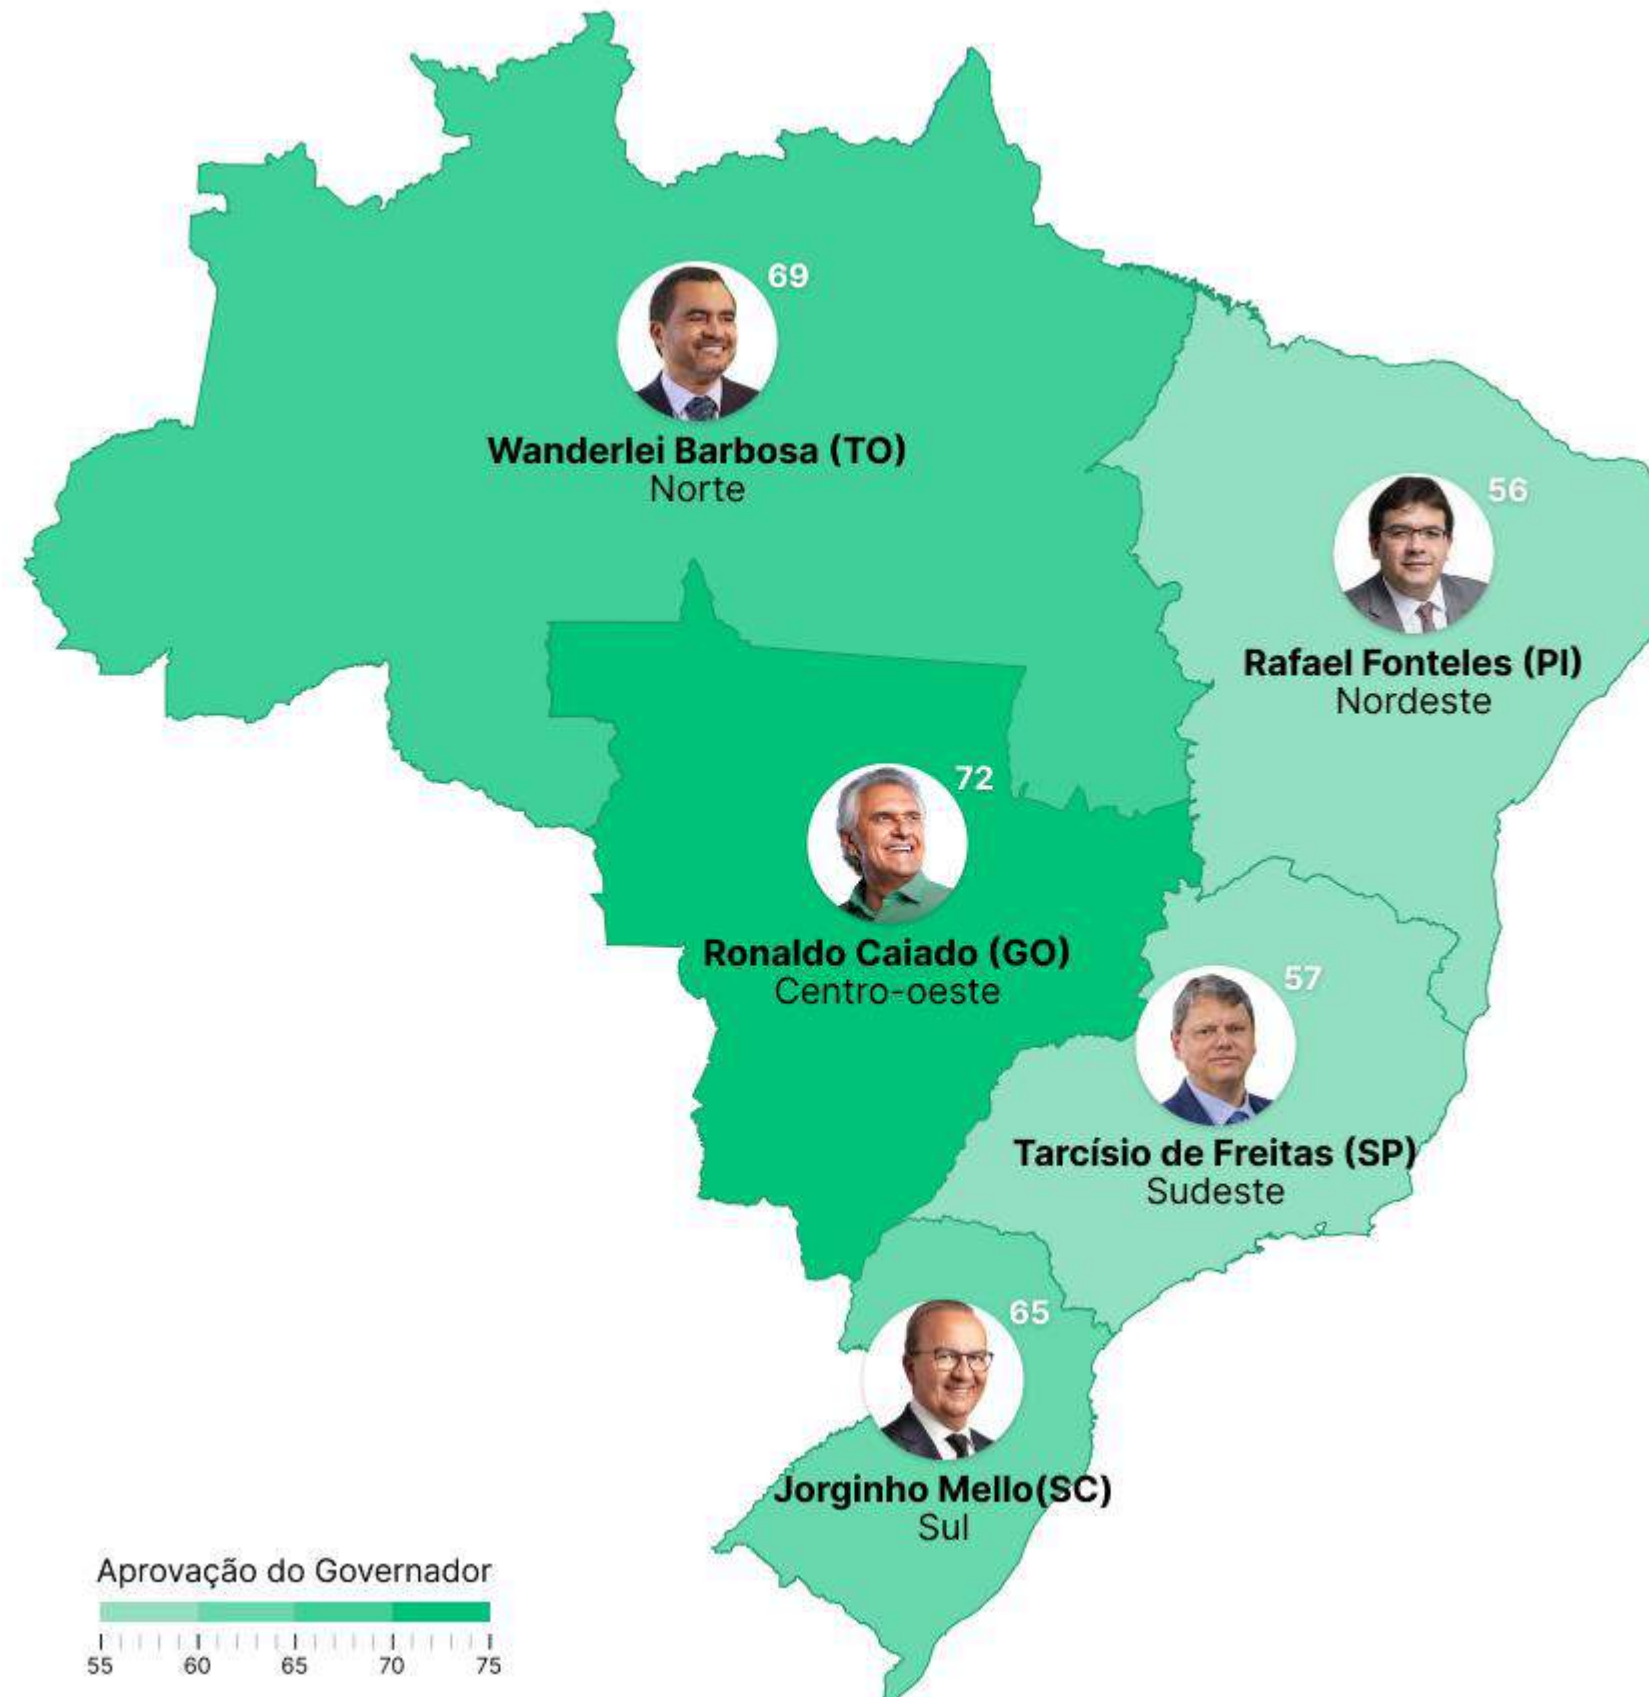 69
Wanderlei Barbosa (TO)
Norte
56
Rafael Fonteles (PI)
Nordeste
72
Ronaldo Caiado (GO)
Centro-oeste
57
Tarcísio de Freitas (SP)
Sudeste
65
Jorginho Mello(SC)
Sul
Aprovação do Governador
55 60 65 70 75